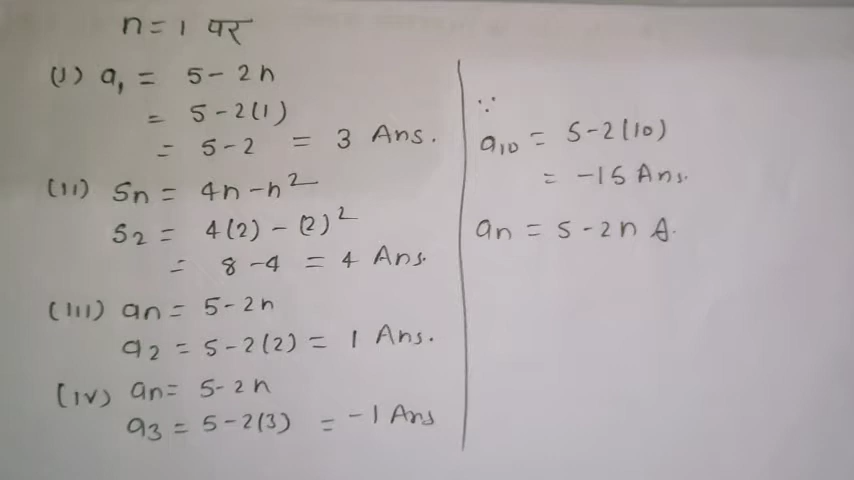 n = 1 पर
(i) a₁ = 5 - 2n
= 5 - 2(1)
= 5 - 2 = 3 Ans.
(ii) Sn = 4n - n²
S₂ = 4(2) - (2)²
= 8 - 4 = 4 Ans.
(iii) an = 5 - 2n
a₂ = 5 - 2(2) = 1 Ans.
(iv) an = 5 - 2n
a₃ = 5 - 2(3) = -1 Ans
∵
a₁₀ = 5 - 2(10)
= -15 Ans.
an = 5 - 2n A.